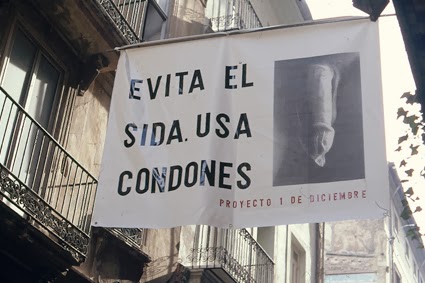 EVITA EL
SIDA. USA
CONDONES
PROYECTO 1 DE DICIEMBRE